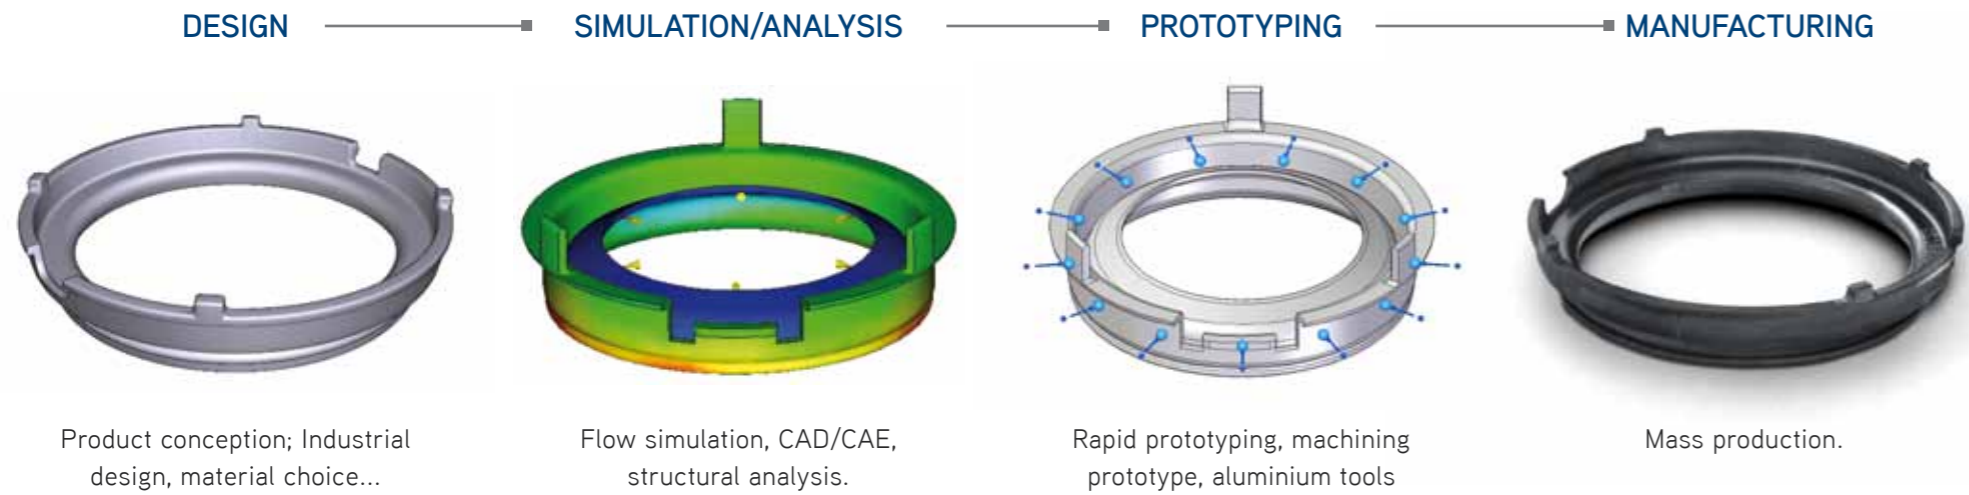 DESIGN
SIMULATION/ANALYSIS
PROTOTYPING
MANUFACTURING
Product conception; Industrial
design, material choice...
Flow simulation, CAD/CAE,
structural analysis.
Rapid prototyping, machining
prototype, aluminium tools
Mass production.